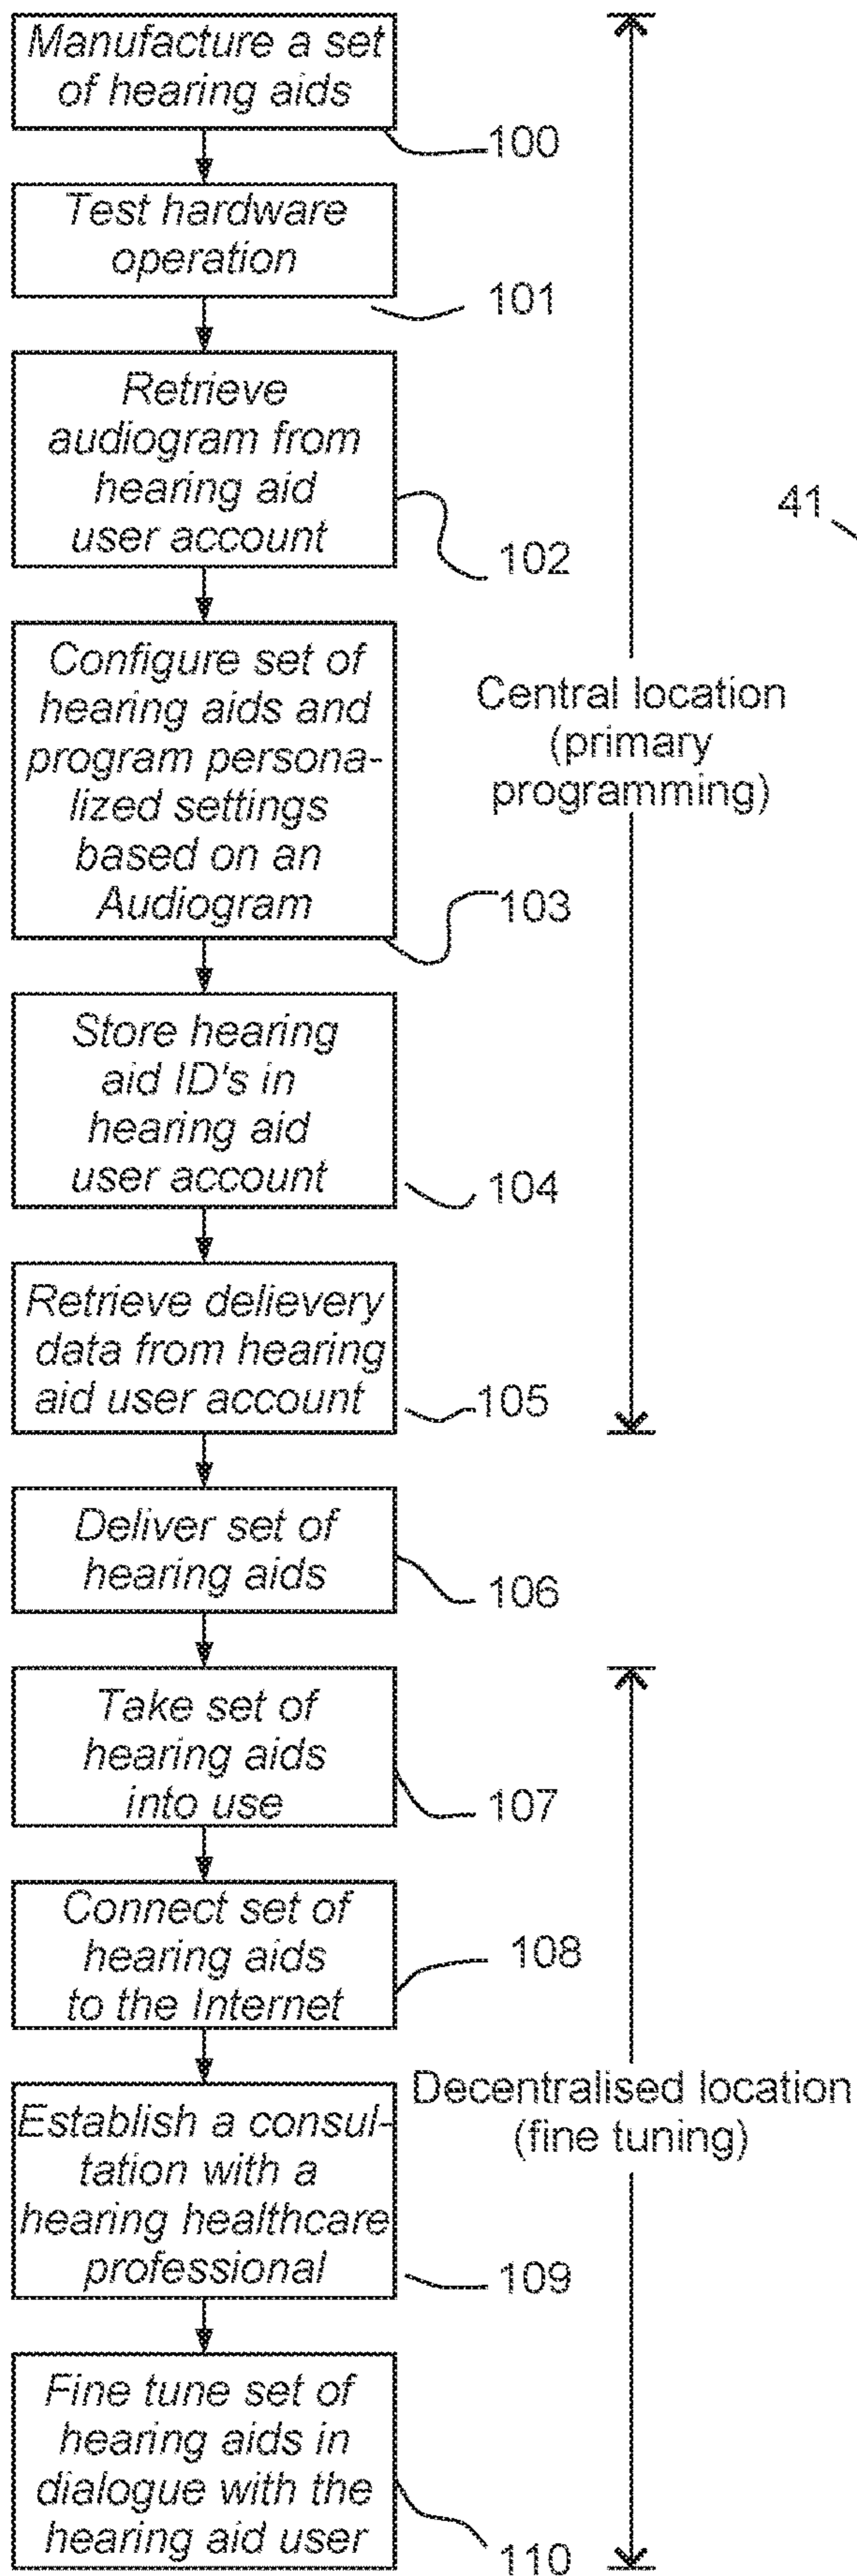 Manufacture a set
of hearing aids
100
Test hardware
operation
101
Retrieve
audiogram from
hearing aid
user account
102
41
Configure set of
hearing aids and
program persona-
lized settings
based on an
Audiogram
103
Central location
(primary
programming)
Store hearing
aid ID's in
hearing aid
user account
104
Retrieve delievery
data from hearing
aid user account
105
Deliver set of
hearing aids
106
Take set of
hearing aids
into use
107
Connect set of
hearing aids
to the Internet
108
Decentralised location
(fine tuning)
Establish a consul-
tation with a
hearing healthcare
professional
109
Fine tune set of
hearing aids in
dialogue with the
hearing aid user
110